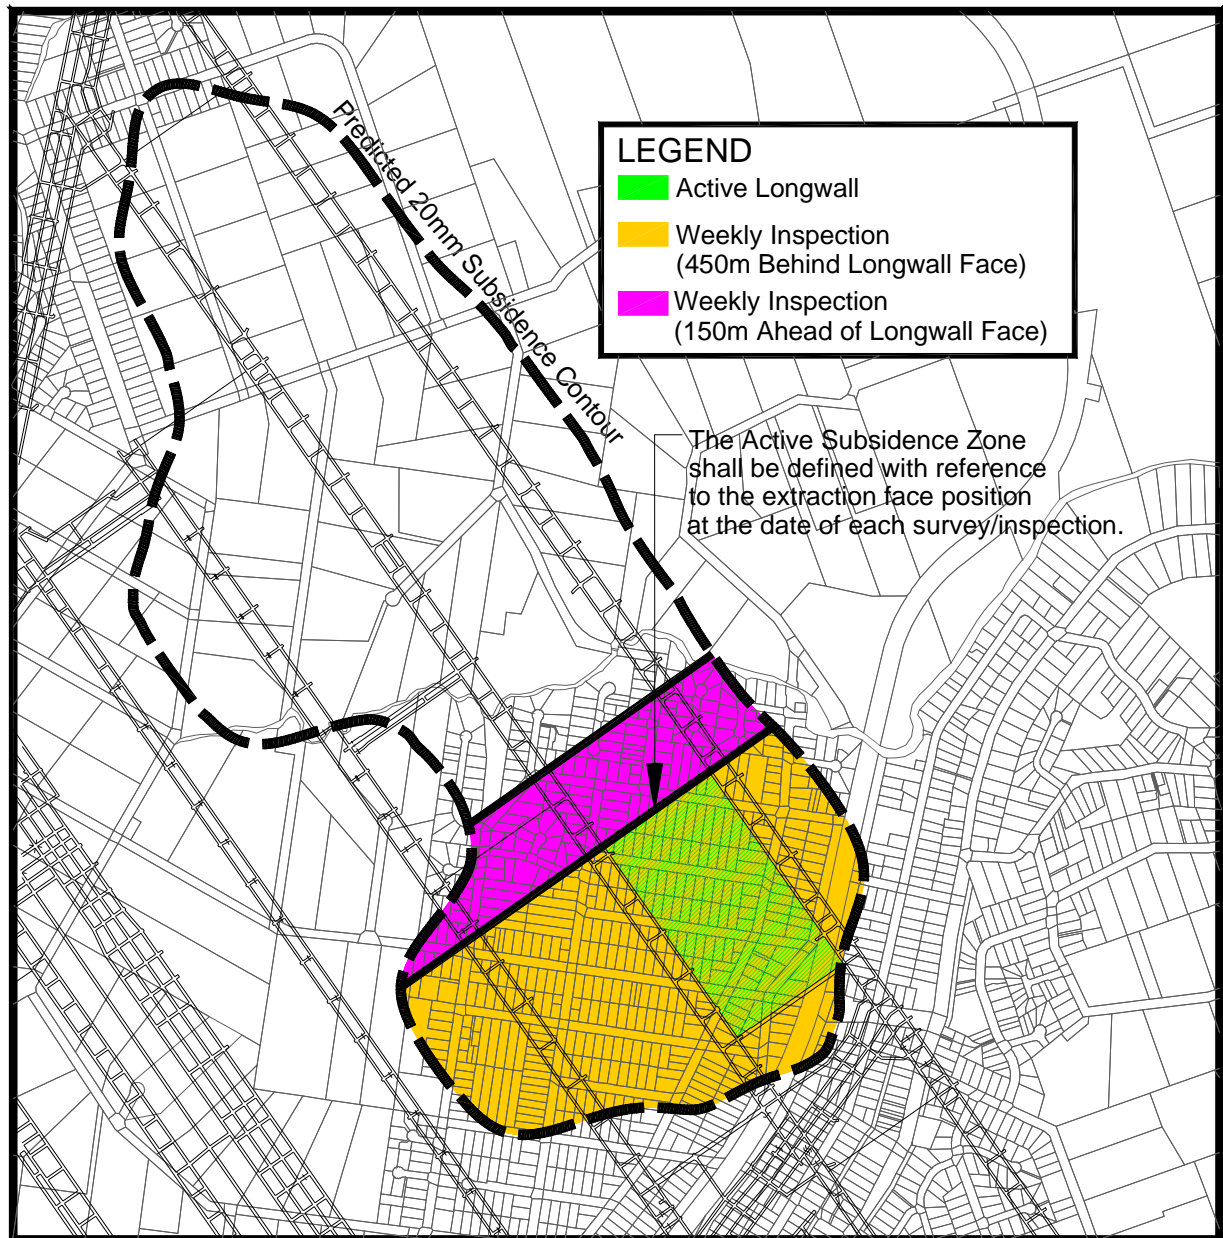 LEGEND
Active Longwall
Weekly Inspection
(450m Behind Longwall Face)
Weekly Inspection
(150m Ahead of Longwall Face)
Predicted 20mm Subsidence Contour
The Active Subsidence Zone
shall be defined with reference
to the extraction face position
at the date of each survey/inspection.